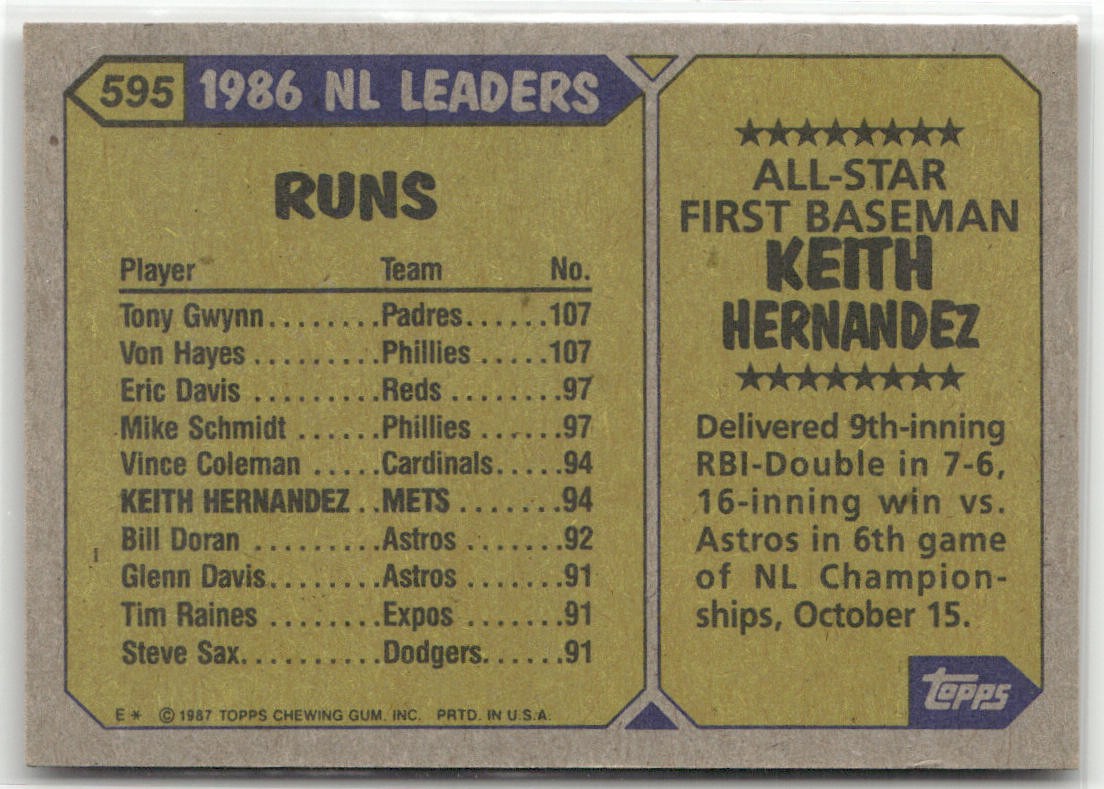 595 1986 NL LEADERS
RUNS
Player Team No.
Tony Gwynn........Padres......107
Von Hayes .........Phillies .....107
Eric Davis ..........Reds ........97
Mike Schmidt ......Phillies ......97
Vince Coleman .....Cardinals.....94
KEITH HERNANDEZ..METS .......94
Bill Doran .........Astros .......92
Glenn Davis........Astros .......91
Tim Raines .........Expos .......91
Steve Sax..........Dodgers......91
E* © 1987 TOPPS CHEWING GUM, INC. PRTD. IN U.S.A.
★★★★★★★★
ALL-STAR
FIRST BASEMAN
KEITH
HERNANDEZ
★★★★★★★★
Delivered 9th-inning
RBI-Double in 7-6,
16-inning win vs.
Astros in 6th game
of NL Champion-
ships, October 15.
topps